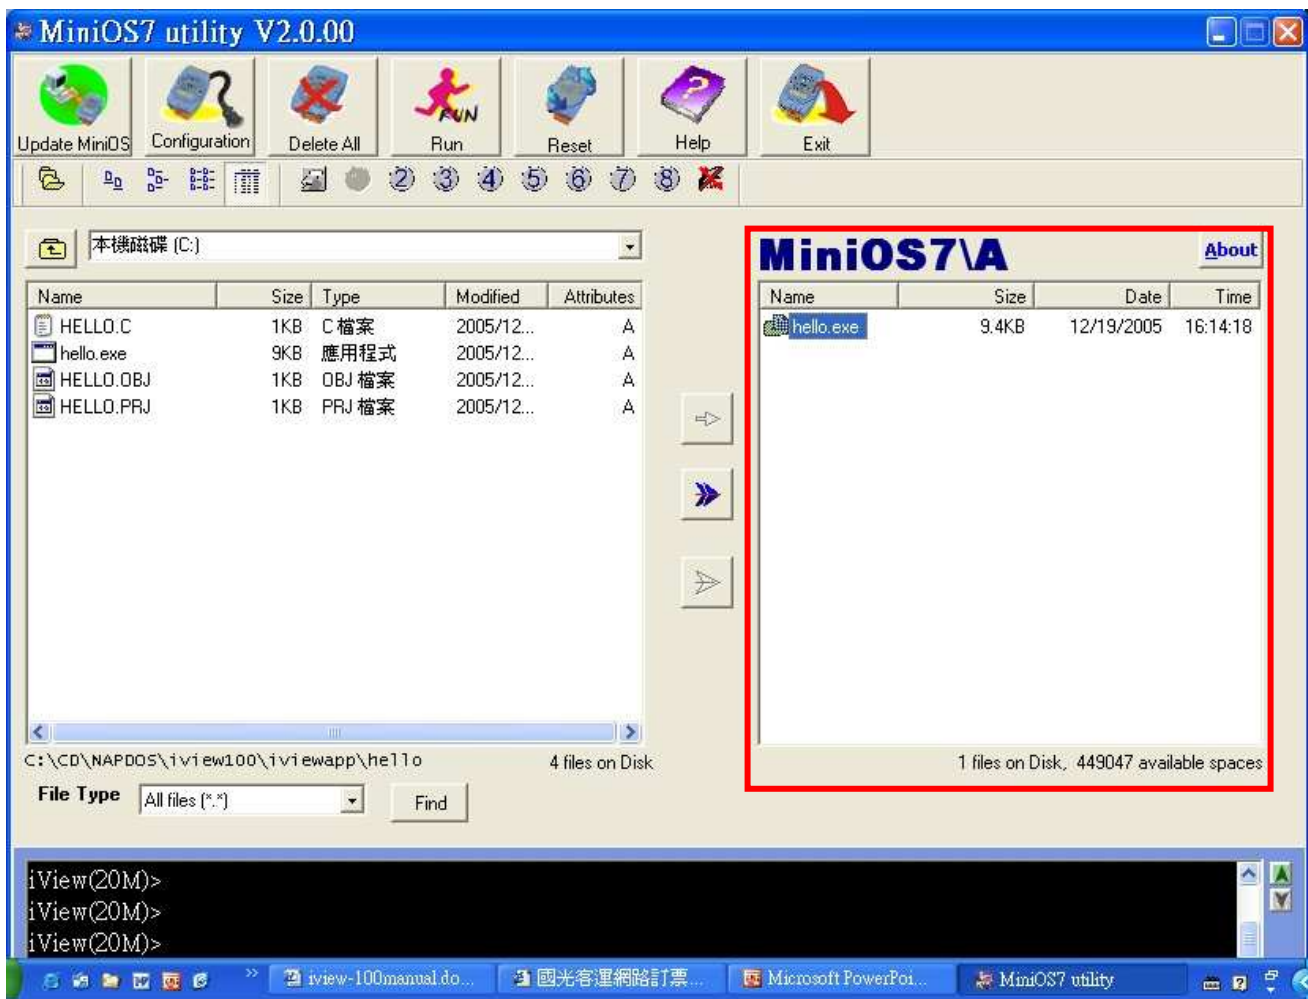 MiniOS7 utility V2.0.00
Update MiniOS Configuration Delete All RUN Run Reset ? Help Exit
2 3 4 5 6 7 8
本機磁碟 (C:)
Name Size Type Modified Attributes
HELLO.C 1KB C 檔案 2005/12... A
hello.exe 9KB 應用程式 2005/12... A
HELLO.OBJ 1KB OBJ 檔案 2005/12... A
HELLO.PRJ 1KB PRJ 檔案 2005/12... A
C:\CD\NAPDOS\iview100\iviewapp\hello 4 files on Disk
File Type All files (*.*) Find
MiniOS7\A About
Name Size Date Time
hello.exe 9.4KB 12/19/2005 16:14:18
1 files on Disk, 449047 available spaces
iView(20M)>
iView(20M)>
iView(20M)>
iview-100manual.do... 國光客運網路訂票... Microsoft PowerPoi... MiniOS7 utility